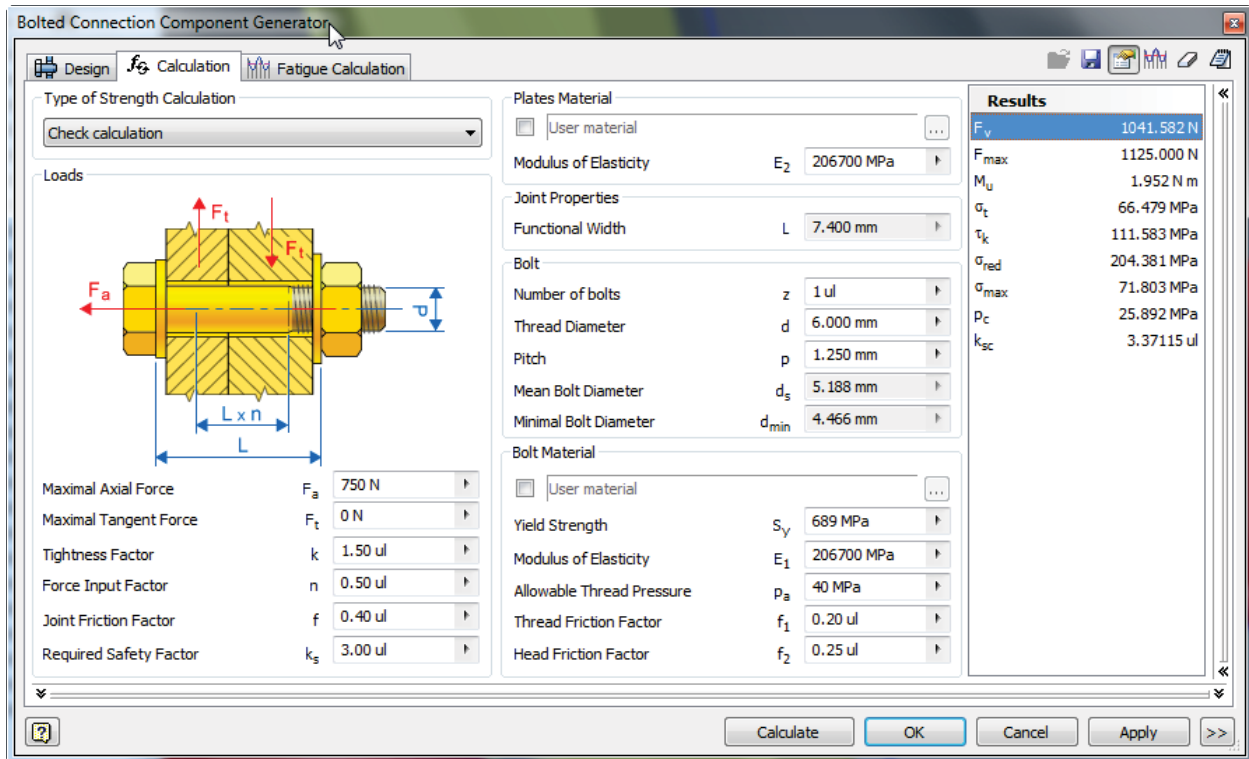 Bolted Connection Component Generator
Design
Calculation
Fatigue Calculation
Type of Strength Calculation
Check calculation
Loads
Ft
Ft
Fa
d
L x n
L
Maximal Axial Force Fa 750 N
Maximal Tangent Force Ft 0 N
Tightness Factor k 1.50 ul
Force Input Factor n 0.50 ul
Joint Friction Factor f 0.40 ul
Required Safety Factor ks 3.00 ul
Plates Material
User material ...
Modulus of Elasticity E2 206700 MPa
Joint Properties
Functional Width L 7.400 mm
Bolt
Number of bolts z 1 ul
Thread Diameter d 6.000 mm
Pitch p 1.250 mm
Mean Bolt Diameter ds 5.188 mm
Minimal Bolt Diameter dmin 4.466 mm
Bolt Material
User material ...
Yield Strength Sy 689 MPa
Modulus of Elasticity E1 206700 MPa
Allowable Thread Pressure pa 40 MPa
Thread Friction Factor f1 0.20 ul
Head Friction Factor f2 0.25 ul
Results
Fv 1041.582 N
Fmax 1125.000 N
Mu 1.952 N m
σt 66.479 MPa
τk 111.583 MPa
σred 204.381 MPa
σmax 71.803 MPa
pc 25.892 MPa
ksc 3.37115 ul
?
Calculate
OK
Cancel
Apply
>>